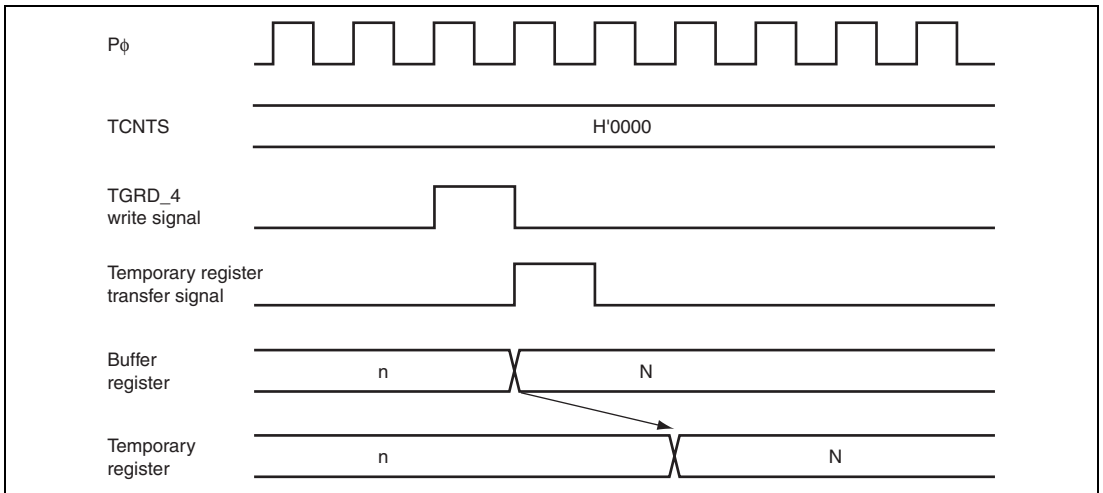 Pϕ
TCNTS
H'0000
TGRD_4
write signal
Temporary register
transfer signal
Buffer
register
n
N
Temporary
register
n
N